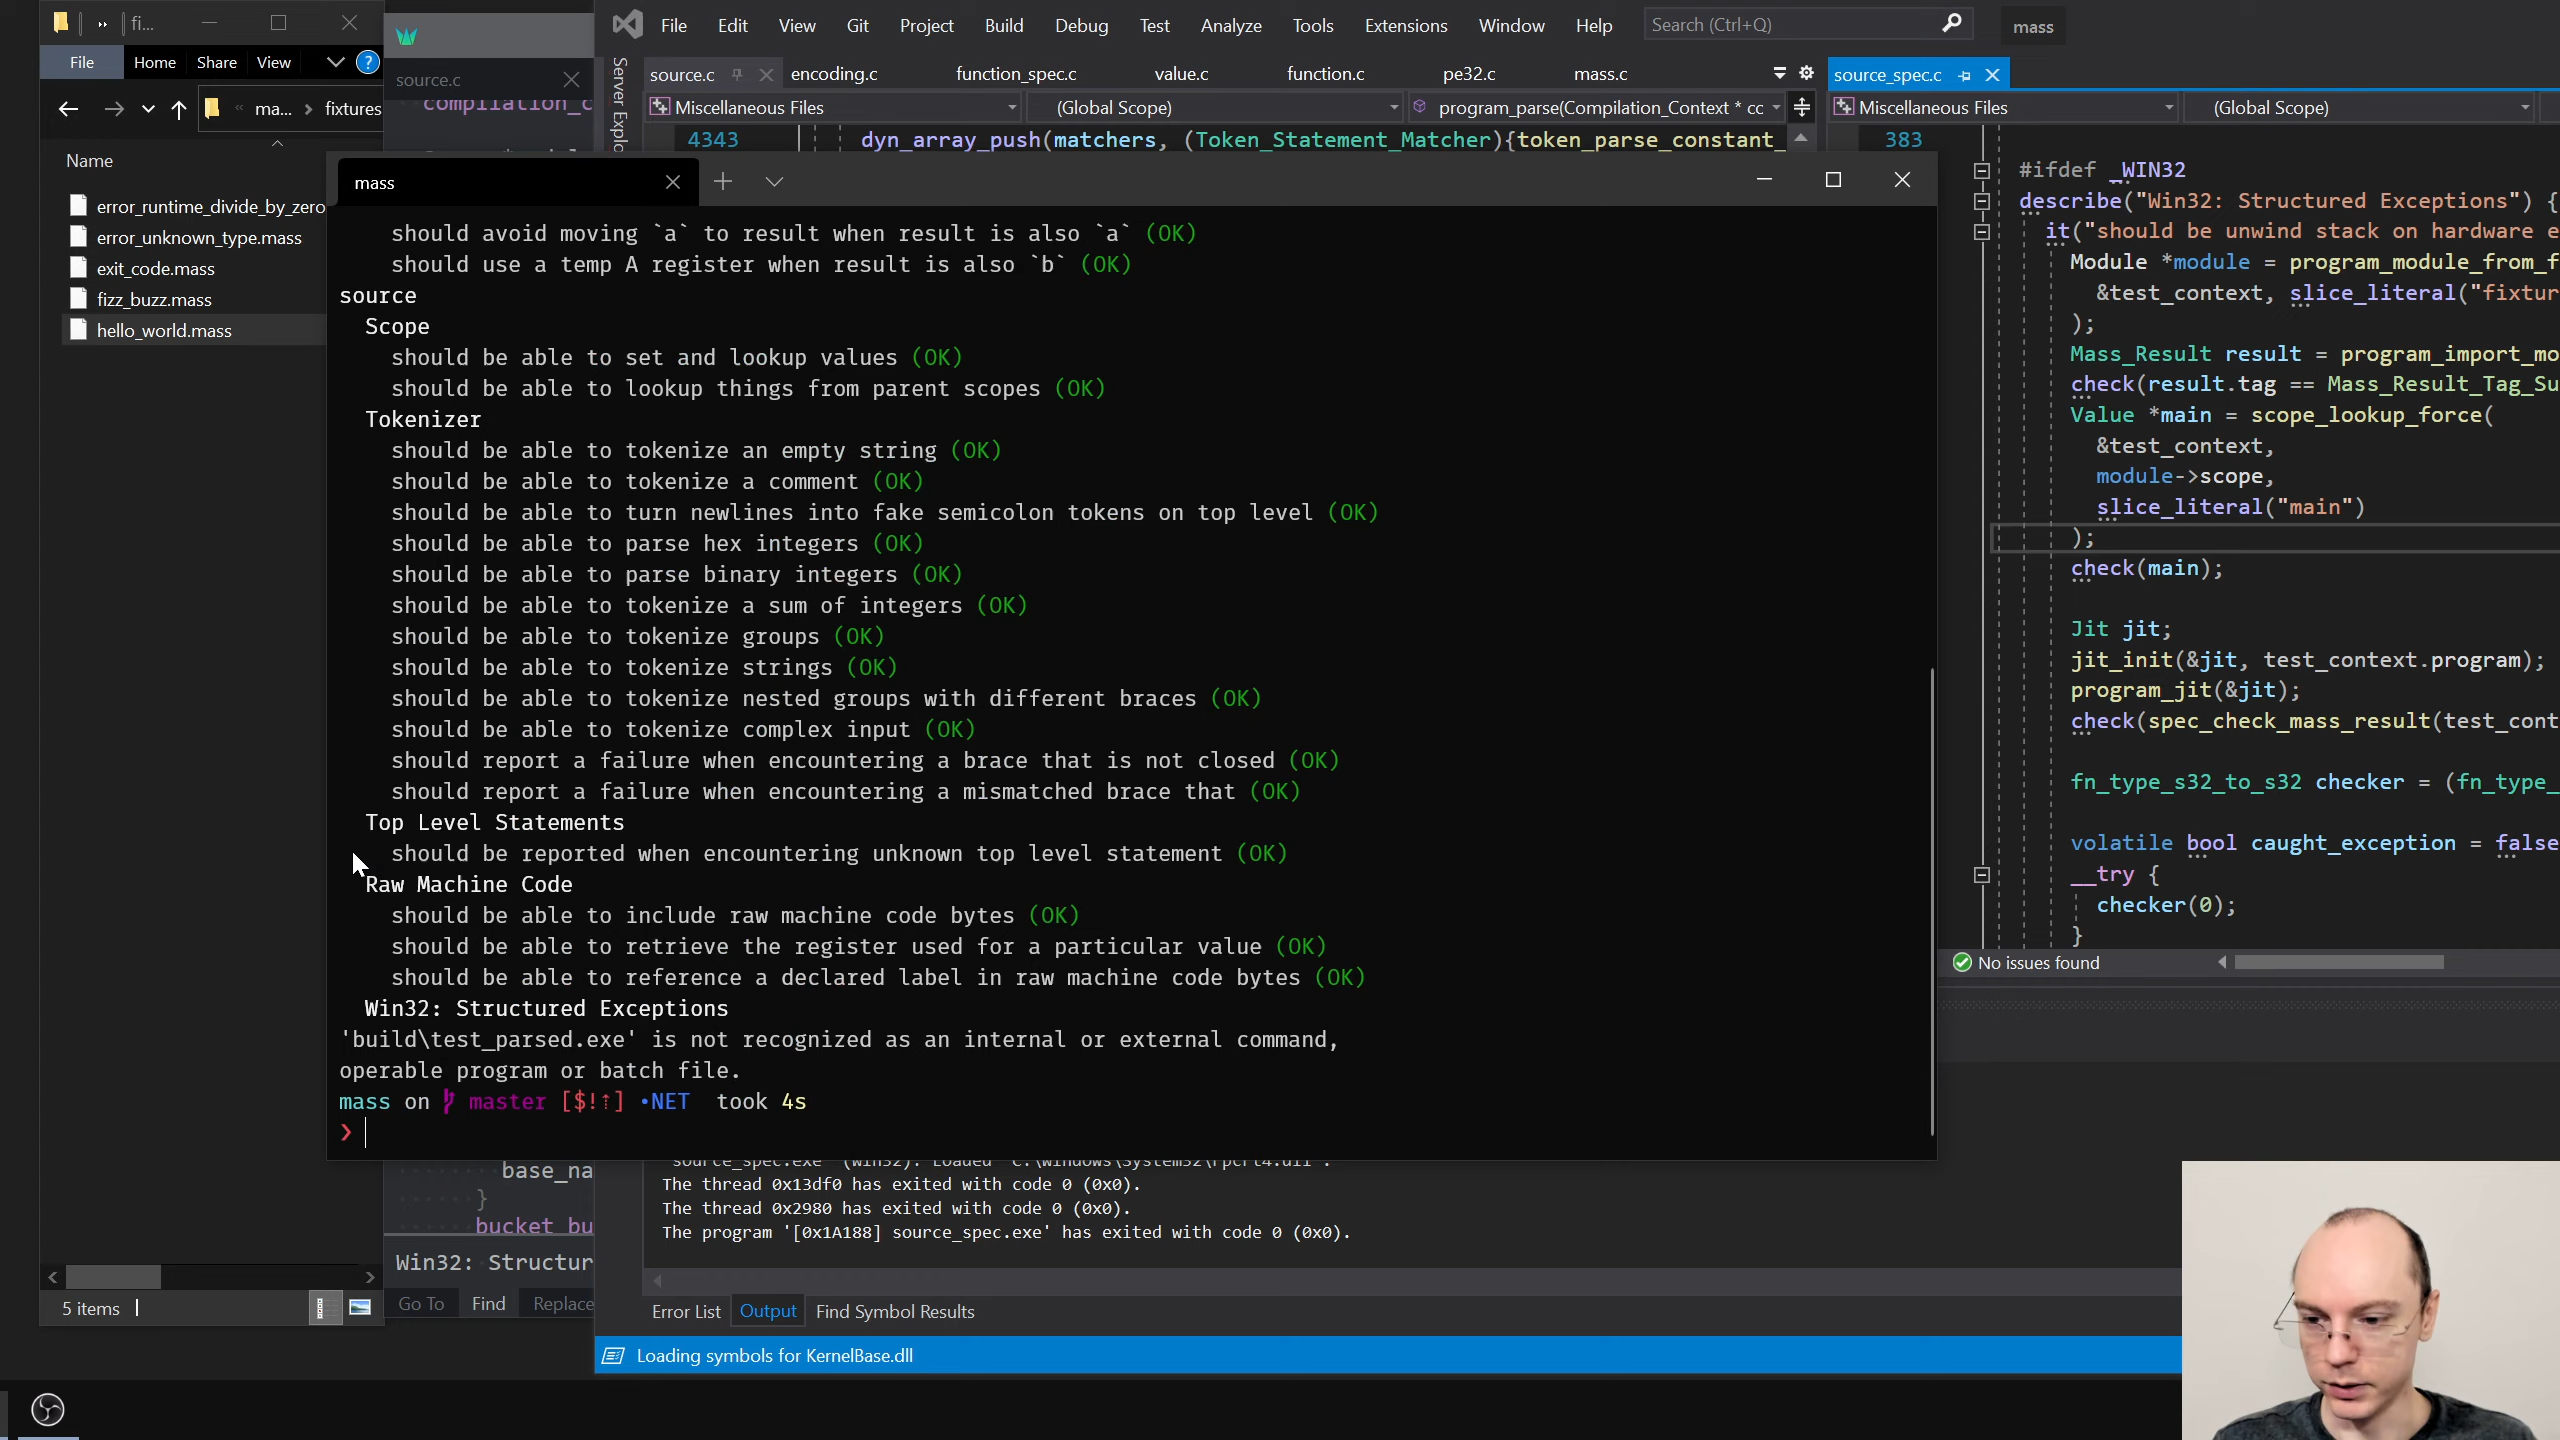 fi...
File
Home
Share
View
ma... > fixtures
Name
error_runtime_divide_by_zero
error_unknown_type.mass
exit_code.mass
fizz_buzz.mass
hello_world.mass
5 items
source.c
compilation_c
base_na
}
bucket_bu
Win32: Structur
Go To
Find
Replace
File
Edit
View
Git
Project
Build
Debug
Test
Analyze
Tools
Extensions
Window
Help
Search (Ctrl+Q)
mass
Server Explo
source.c
encoding.c
function_spec.c
value.c
function.c
pe32.c
mass.c
Miscellaneous Files
(Global Scope)
program_parse(Compilation_Context * cc
4343
dyn_array_push(matchers, (Token_Statement_Matcher){token_parse_constant_
mass
should avoid moving `a` to result when result is also `a` (OK)
should use a temp A register when result is also `b` (OK)
source
Scope
should be able to set and lookup values (OK)
should be able to lookup things from parent scopes (OK)
Tokenizer
should be able to tokenize an empty string (OK)
should be able to tokenize a comment (OK)
should be able to turn newlines into fake semicolon tokens on top level (OK)
should be able to parse hex integers (OK)
should be able to parse binary integers (OK)
should be able to tokenize a sum of integers (OK)
should be able to tokenize groups (OK)
should be able to tokenize strings (OK)
should be able to tokenize nested groups with different braces (OK)
should be able to tokenize complex input (OK)
should report a failure when encountering a brace that is not closed (OK)
should report a failure when encountering a mismatched brace that (OK)
Top Level Statements
should be reported when encountering unknown top level statement (OK)
Raw Machine Code
should be able to include raw machine code bytes (OK)
should be able to retrieve the register used for a particular value (OK)
should be able to reference a declared label in raw machine code bytes (OK)
Win32: Structured Exceptions
'build\test_parsed.exe' is not recognized as an internal or external command,
operable program or batch file.
mass on master [$!⇡] •NET took 4s
❯
source_spec.c
Miscellaneous Files
(Global Scope)
383
#ifdef _WIN32
describe("Win32: Structured Exceptions") {
it("should be unwind stack on hardware e
Module *module = program_module_from_f
&test_context, slice_literal("fixtur
);
Mass_Result result = program_import_mo
check(result.tag == Mass_Result_Tag_Su
Value *main = scope_lookup_force(
&test_context,
module->scope,
slice_literal("main")
);
check(main);
Jit jit;
jit_init(&jit, test_context.program);
program_jit(&jit);
check(spec_check_mass_result(test_cont
fn_type_s32_to_s32 checker = (fn_type_
volatile bool caught_exception = false
__try {
checker(0);
}
No issues found
The thread 0x13df0 has exited with code 0 (0x0).
The thread 0x2980 has exited with code 0 (0x0).
The program '[0x1A188] source_spec.exe' has exited with code 0 (0x0).
Error List
Output
Find Symbol Results
Loading symbols for KernelBase.dll